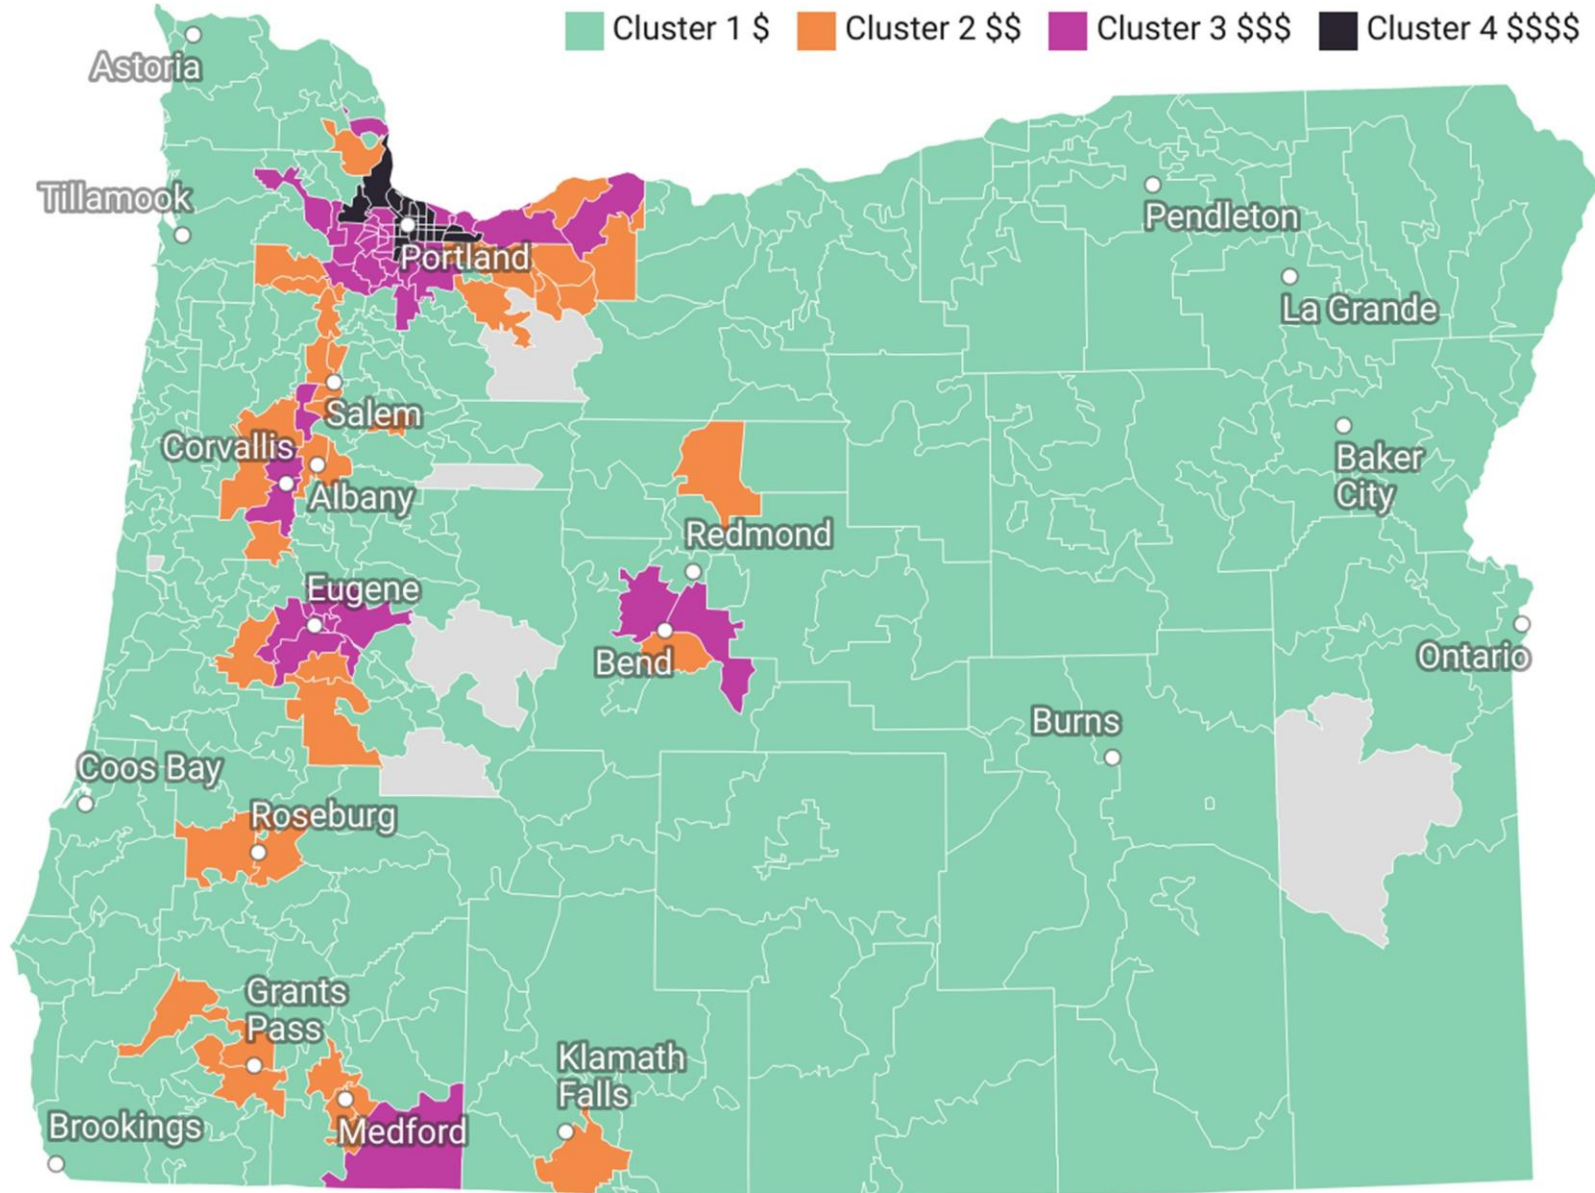 Cluster 1 $ Cluster 2 $$ Cluster 3 $$$ Cluster 4 $$$$
Astoria
Tillamook
Pendleton
Portland
La Grande
Salem
Corvallis
Baker
City
Albany
Redmond
Eugene
Bend
Ontario
Burns
Coos Bay
Roseburg
Grants
Pass
Klamath
Falls
Brookings
Medford